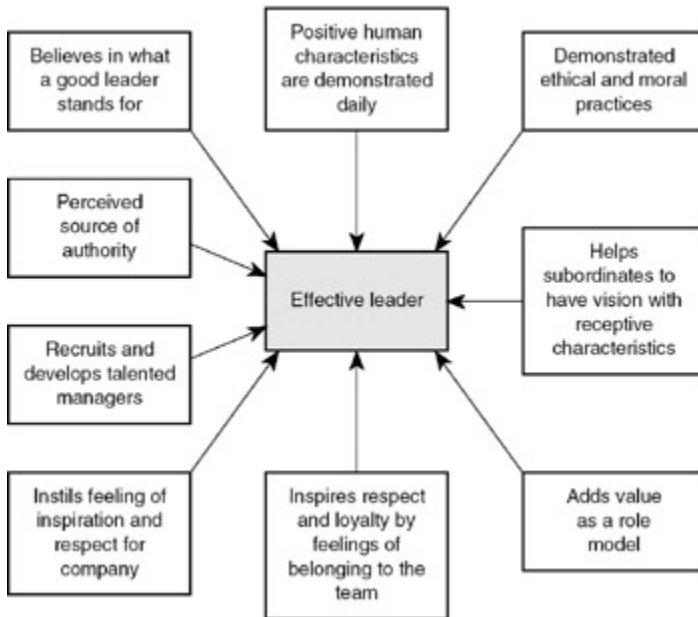 Believes in what
a good leader
stands for
Positive human
characteristics
are demonstrated
daily
Demonstrated
ethical and moral
practices
Perceived
source of
authority
Effective leader
Helps
subordinates to
have vision with
receptive
characteristics
Recruits and
develops talented
managers
Instils feeling of
inspiration and
respect for
company
Inspires respect
and loyalty by
feelings of
belonging to the
team
Adds value
as a role
model